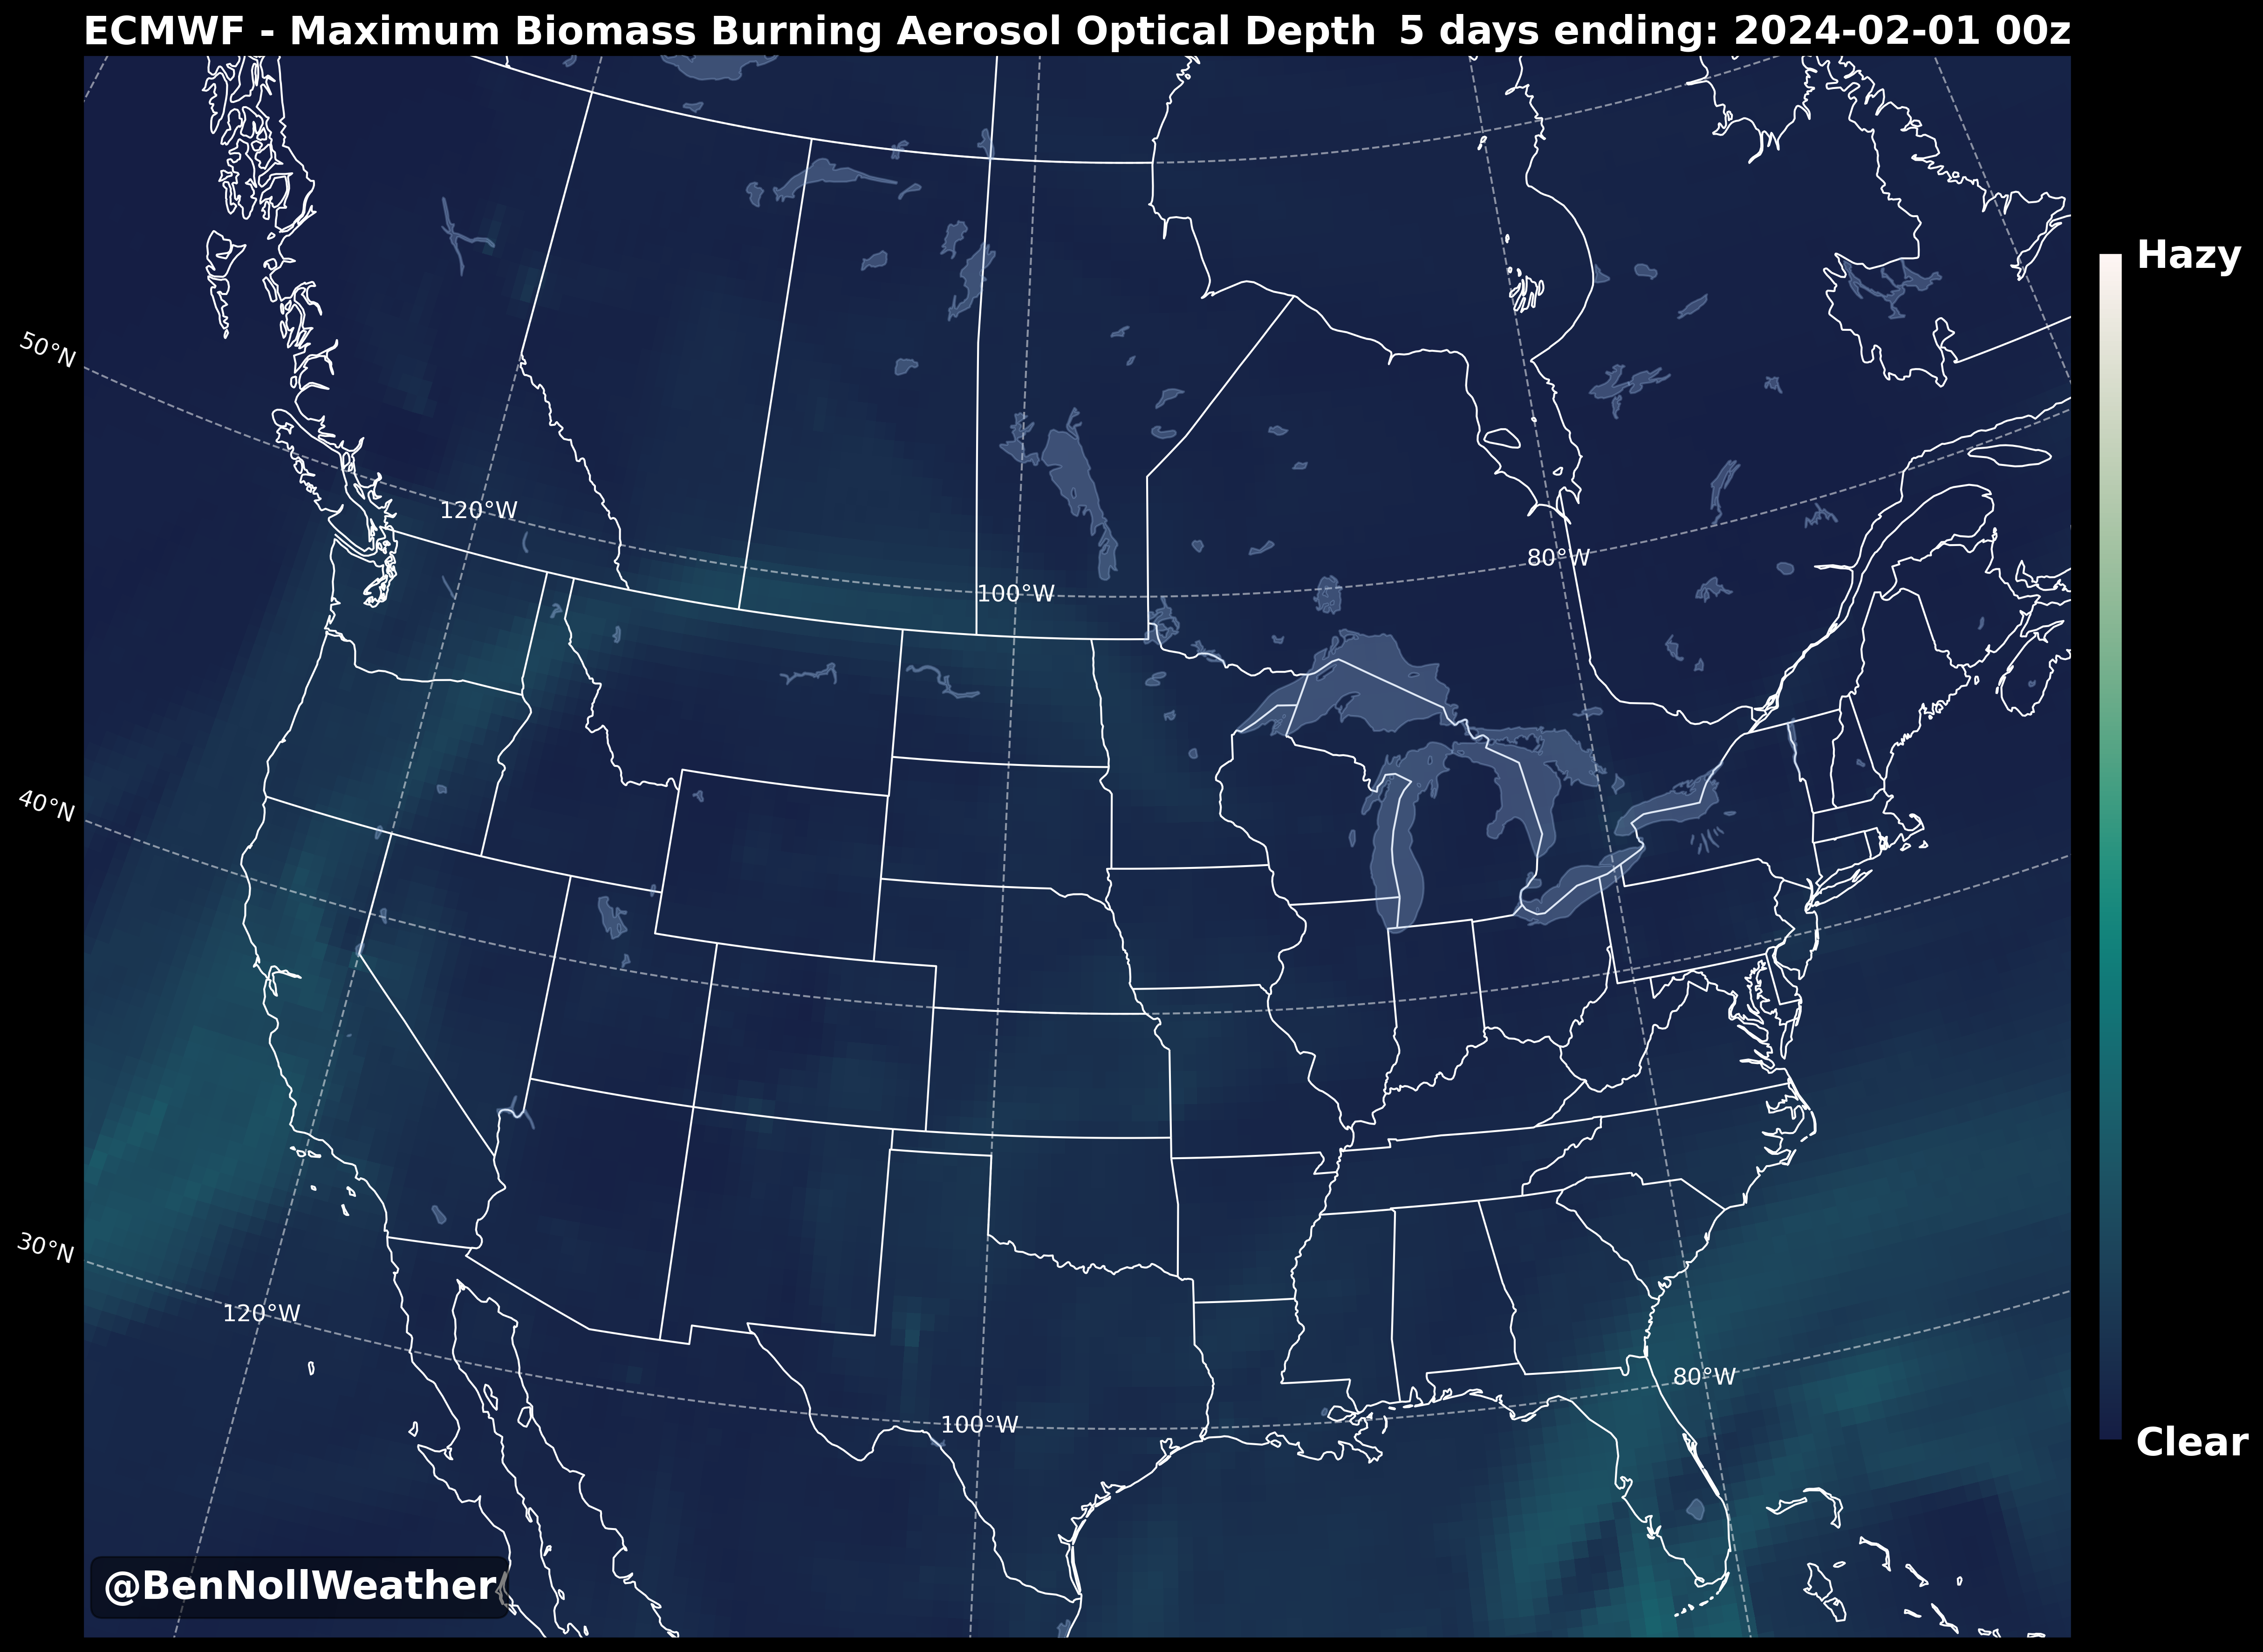 ECMWF - Maximum Biomass Burning Aerosol Optical Depth 5 days ending: 2024-02-01 00z
Hazy
50°N
120°W
80°W
100°W
40°N
30°N
120°W
80°W
100°W
Clear
@BenNollWeather